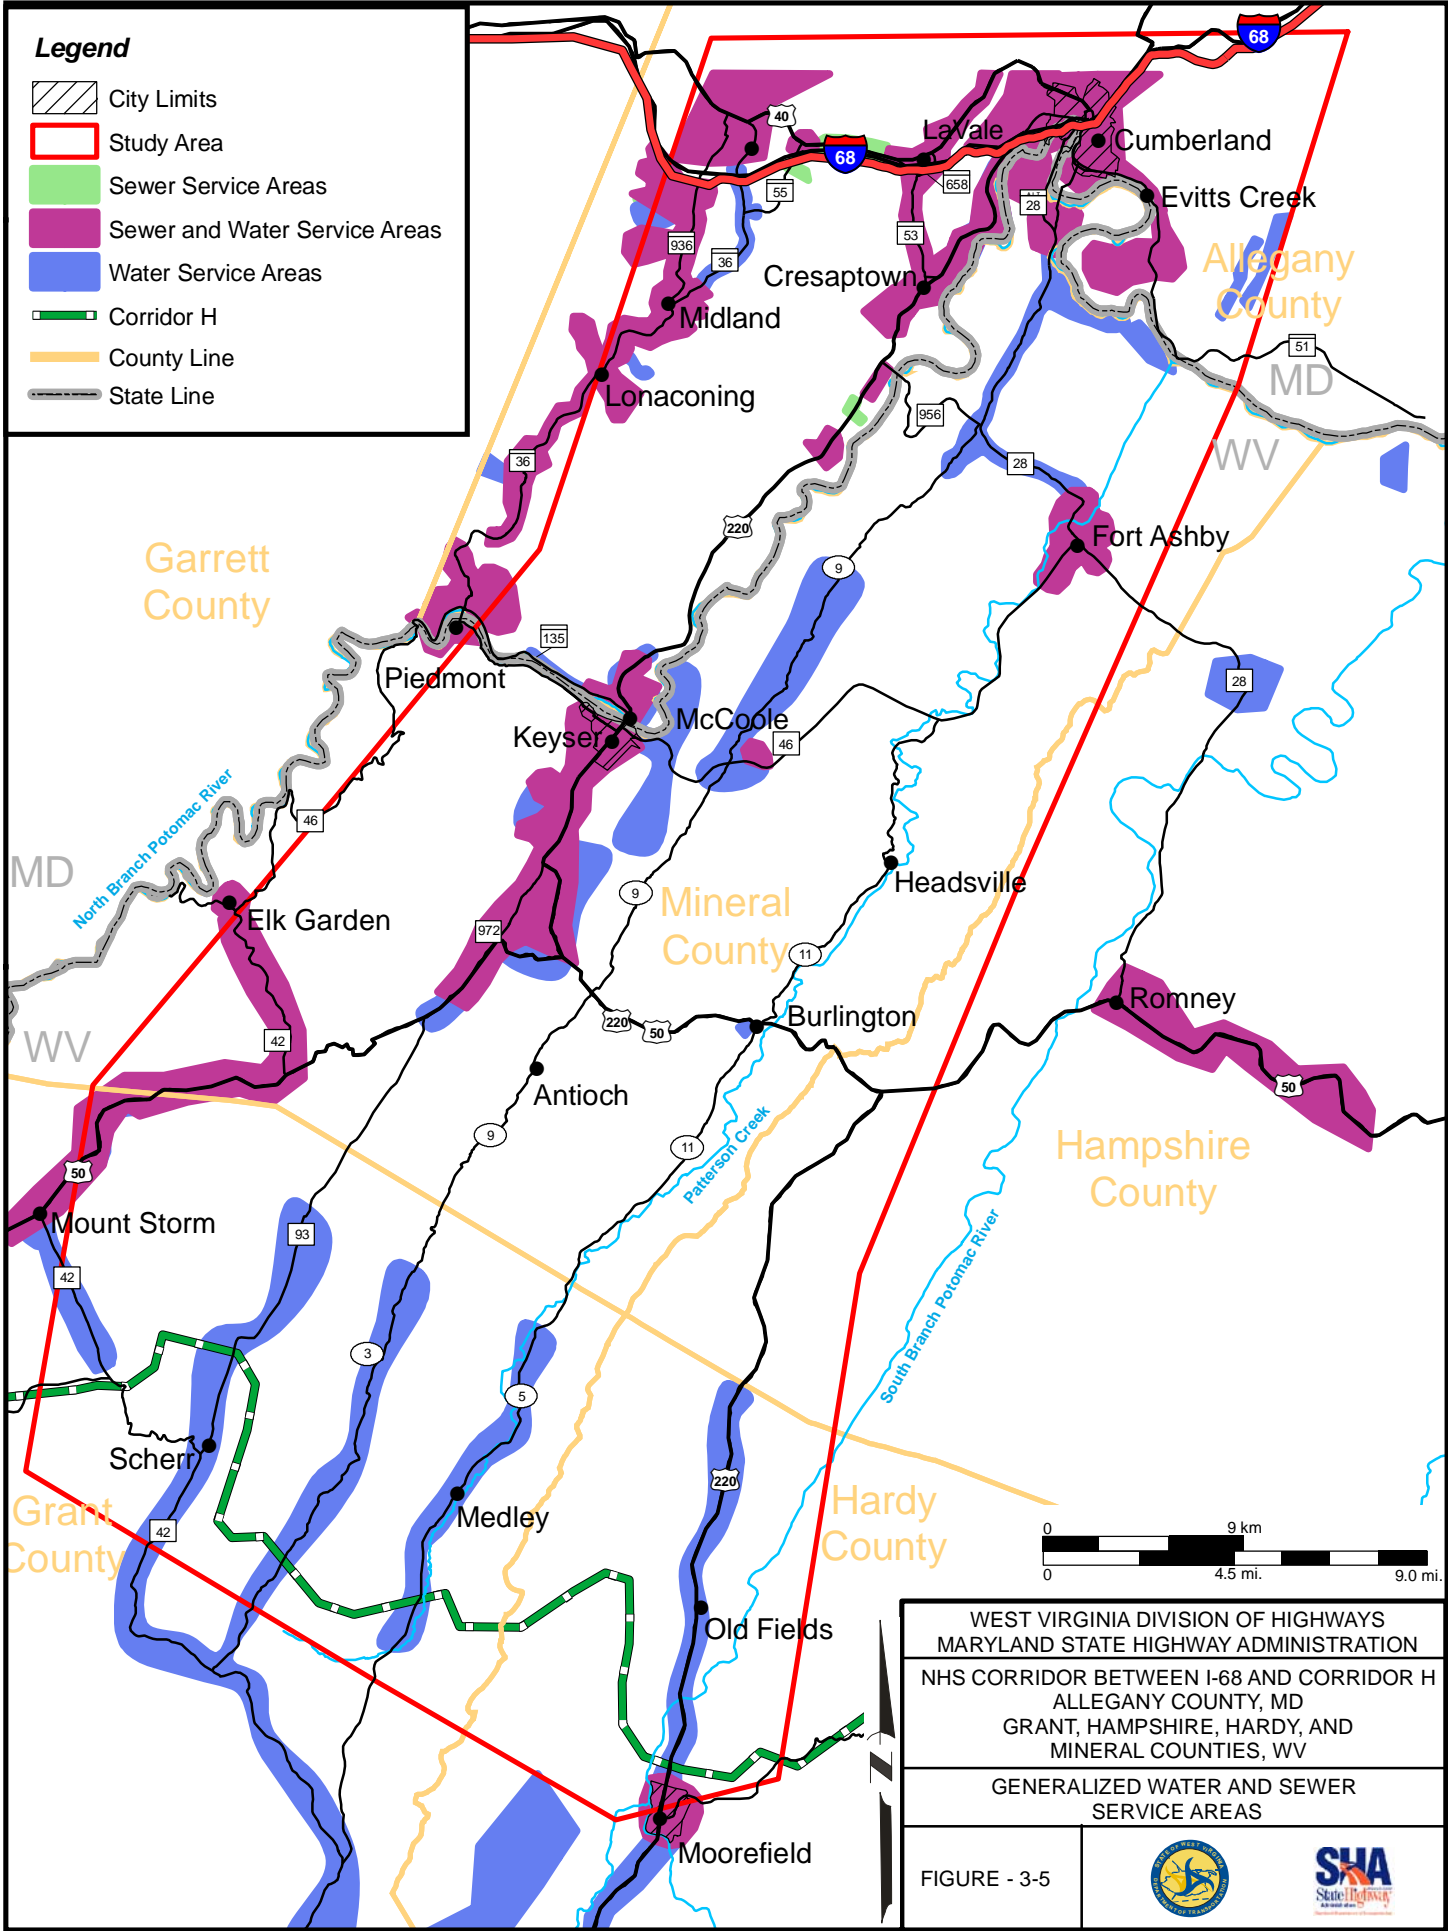 Legend
City Limits
Study Area
Sewer Service Areas
Sewer and Water Service Areas
Water Service Areas
Corridor H
County Line
State Line
68
40
LaVale
68
Cumberland
658
55
28
Evitts Creek
53
936
36
Cresaptown
Allegany
County
Midland
51
MD
Lonaconing
956
WV
36
28
220
Fort Ashby
Garrett
County
9
135
Piedmont
28
McCoole
Keyser
46
46
North Branch Potomac River
MD
Headsville
9
Mineral
County
Elk Garden
972
11
Romney
Burlington
220
50
42
WV
Antioch
50
9
11
Patterson Creek
Hampshire
County
50
Mount Storm
93
42
South Branch Potomac River
3
5
Scherr
220
Grant
County
42
Medley
Hardy
County
0
9 km
0
4.5 mi.
9.0 mi.
Old Fields
Moorefield
WEST VIRGINIA DIVISION OF HIGHWAYS
MARYLAND STATE HIGHWAY ADMINISTRATION
NHS CORRIDOR BETWEEN I-68 AND CORRIDOR H
ALLEGANY COUNTY, MD
GRANT, HAMPSHIRE, HARDY, AND
MINERAL COUNTIES, WV
GENERALIZED WATER AND SEWER
SERVICE AREAS
FIGURE - 3-5
STATE OF WEST VIRGINIA
DEPARTMENT OF TRANSPORTATION
SHA
State Highway
Administration